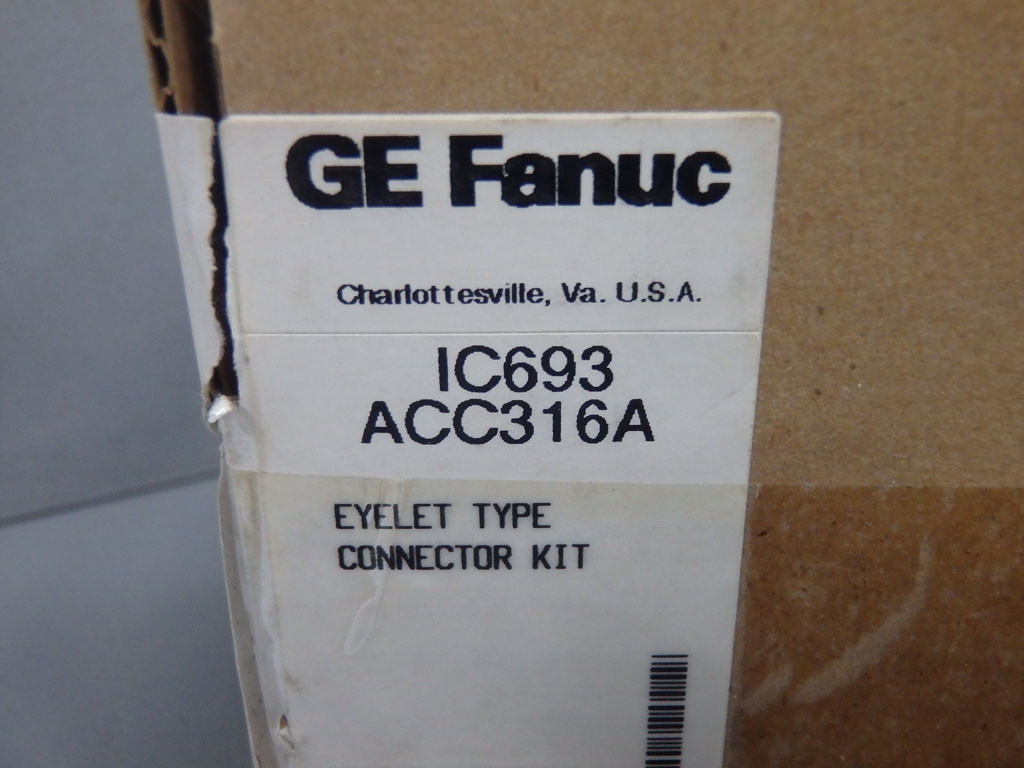 GE Fanuc
Charlottesville, Va. U.S.A.
IC693
ACC316A
EYELET TYPE
CONNECTOR KIT